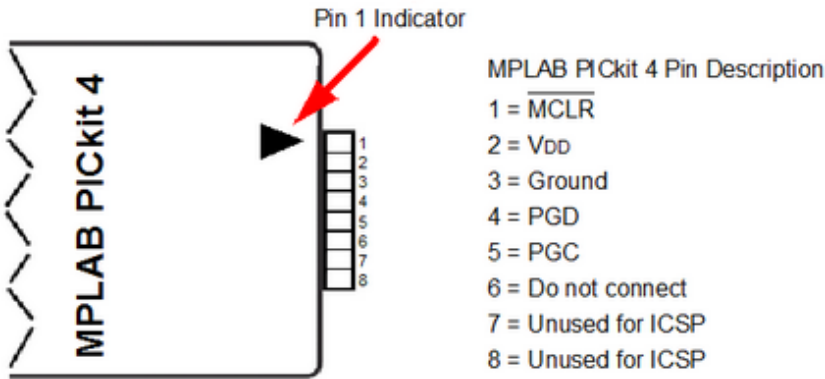 Pin 1 Indicator
MPLAB PICkit 4
1
2
3
4
5
6
7
8
MPLAB PICkit 4 Pin Description
1 = MCLR
2 = VDD
3 = Ground
4 = PGD
5 = PGC
6 = Do not connect
7 = Unused for ICSP
8 = Unused for ICSP